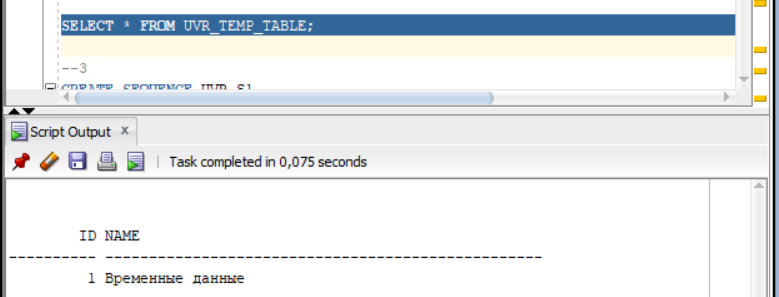 SELECT * FROM UVR_TEMP_TABLE;
--3
CREATE SEQUENCE UVR_S1
Script Output x
Task completed in 0,075 seconds
ID NAME
---------- --------------------------------------------------
1 Временные данные